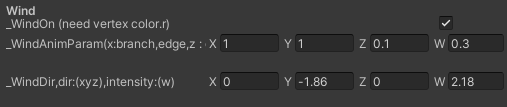 Wind
_WindOn (need vertex color.r)
_WindAnimParam(x:branch,edge,z : X 1 Y 1 Z 0.1 W 0.3
_WindDir,dir:(xyz),intensity:(w) X 0 Y -1.86 Z 0 W 2.18